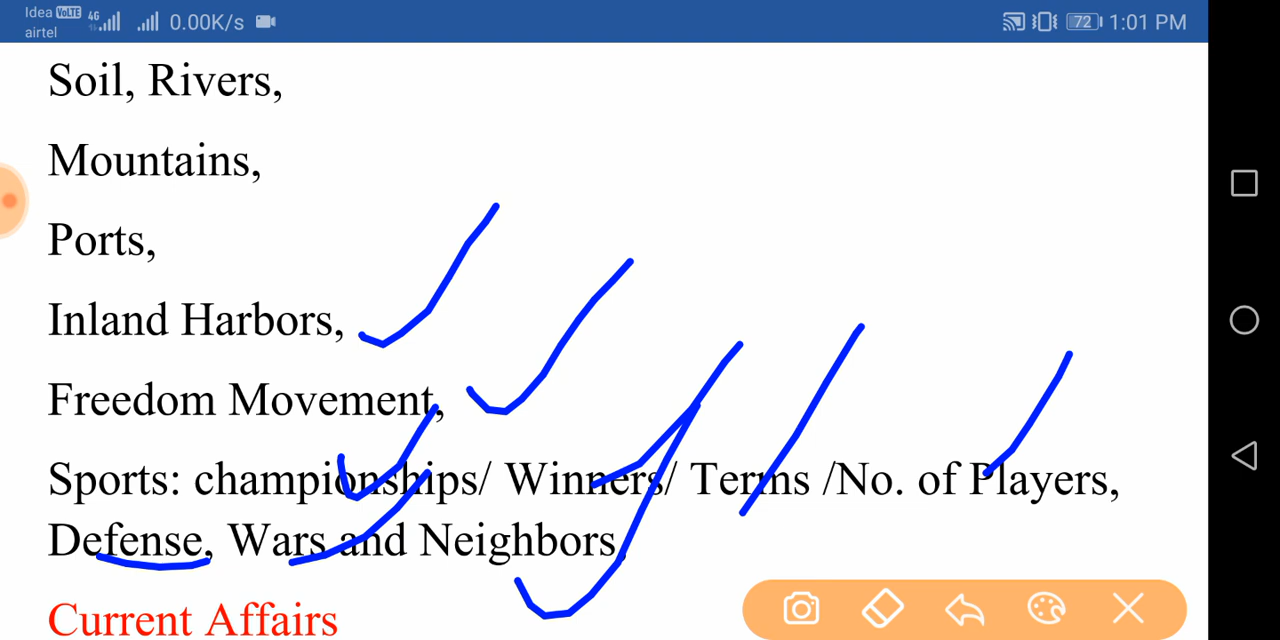 Idea VoLTE 4G 0.00K/s 72 1:01 PM
airtel
Soil, Rivers,
Mountains,
Ports,
Inland Harbors,
Freedom Movement,
Sports: championships/ Winners/ Terms /No. of Players,
Defense, Wars and Neighbors,
Current Affairs